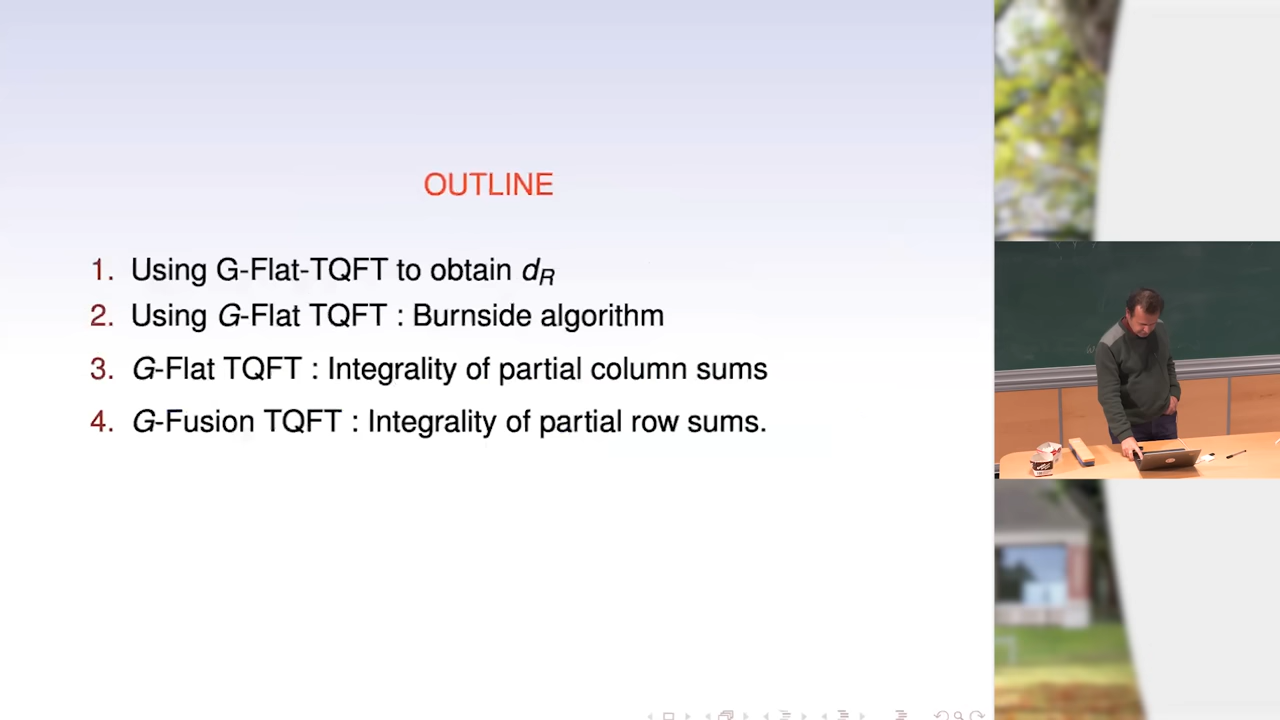 OUTLINE
1. Using G-Flat-TQFT to obtain d_R
2. Using G-Flat TQFT : Burnside algorithm
3. G-Flat TQFT : Integrality of partial column sums
4. G-Fusion TQFT : Integrality of partial row sums.